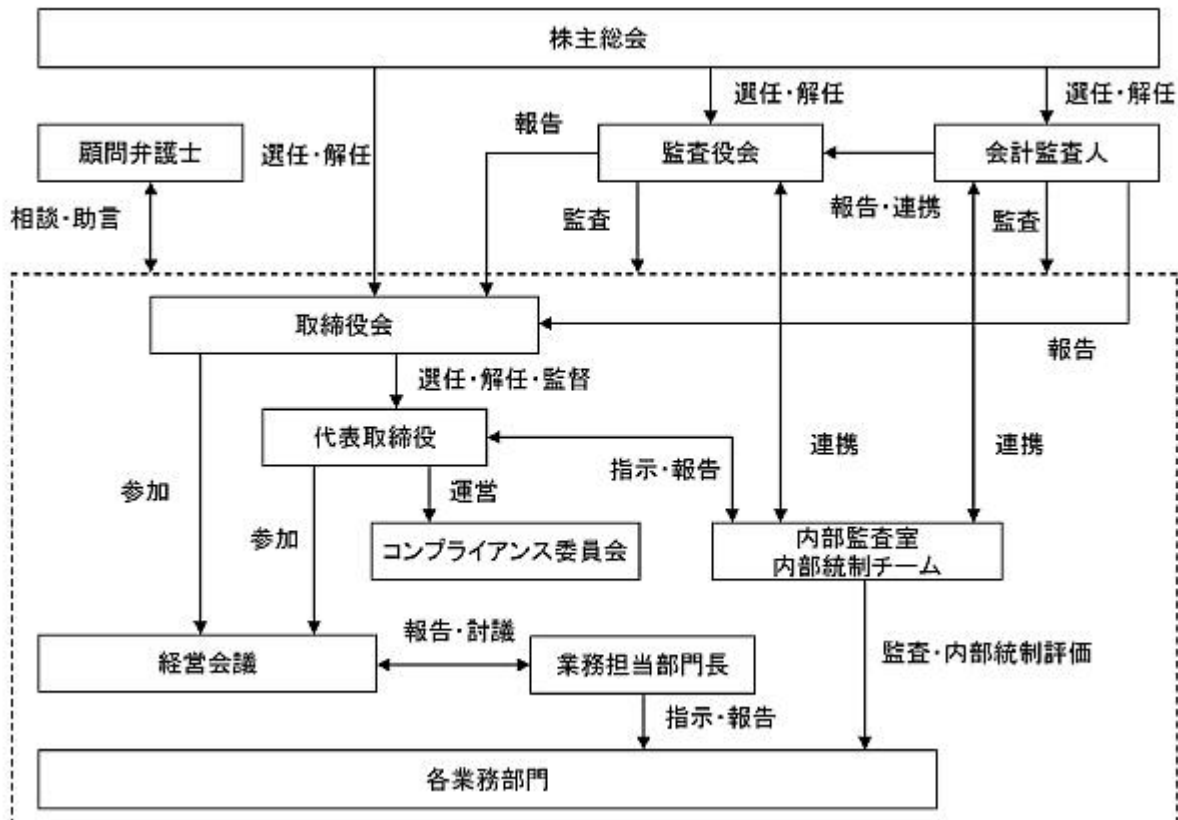 株主総会
選任・解任
選任・解任
報告
顧問弁護士
選任・解任
監査役会
会計監査人
相談・助言
監査
報告・連携
監査
取締役会
報告
選任・解任・監督
代表取締役
連携
連携
指示・報告
参加
運営
参加
コンプライアンス委員会
内部監査室
内部統制チーム
報告・討議
経営会議
業務担当部門長
監査・内部統制評価
指示・報告
各業務部門